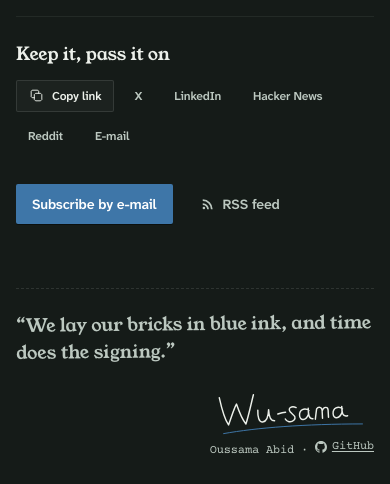 Keep it, pass it on
Copy link X LinkedIn Hacker News
Reddit E-mail
Subscribe by e-mail RSS feed
“We lay our bricks in blue ink, and time
does the signing.”
Wu-sama
Oussama Abid · GitHub